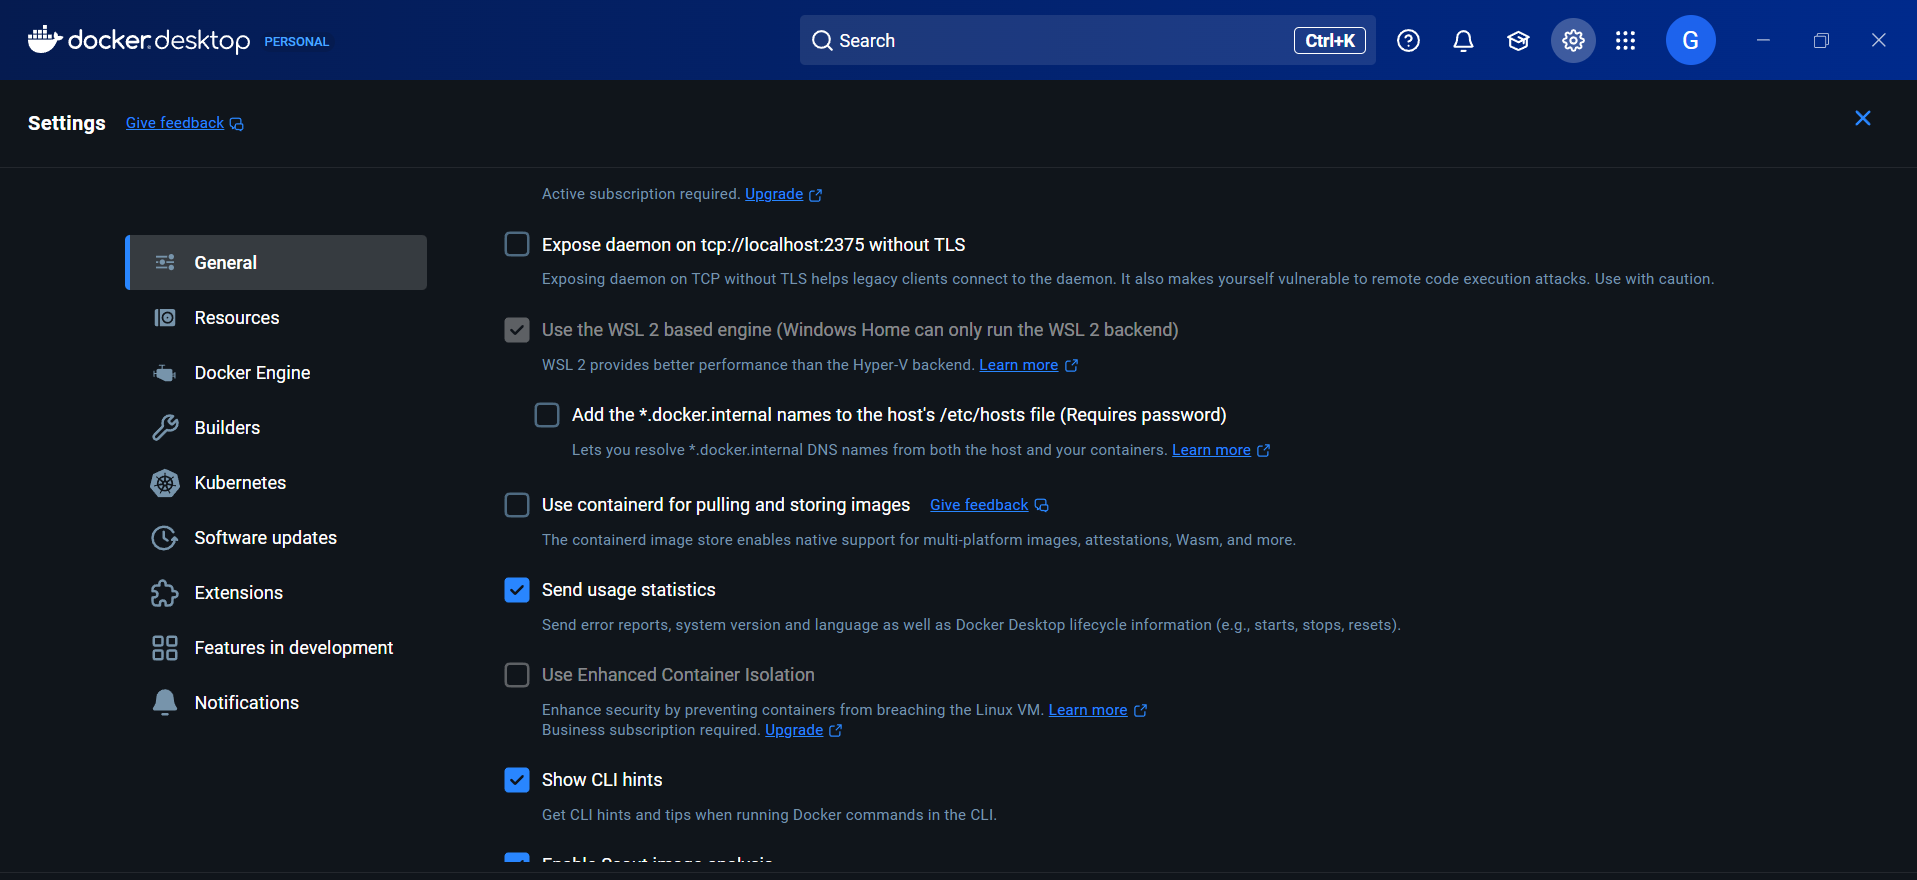 docker.desktop PERSONAL
Search Ctrl+K
G
Settings Give feedback
Active subscription required. Upgrade
General
Resources
Docker Engine
Builders
Kubernetes
Software updates
Extensions
Features in development
Notifications
Expose daemon on tcp://localhost:2375 without TLS
Exposing daemon on TCP without TLS helps legacy clients connect to the daemon. It also makes yourself vulnerable to remote code execution attacks. Use with caution.
Use the WSL 2 based engine (Windows Home can only run the WSL 2 backend)
WSL 2 provides better performance than the Hyper-V backend. Learn more
Add the *.docker.internal names to the host's /etc/hosts file (Requires password)
Lets you resolve *.docker.internal DNS names from both the host and your containers. Learn more
Use containerd for pulling and storing images Give feedback
The containerd image store enables native support for multi-platform images, attestations, Wasm, and more.
Send usage statistics
Send error reports, system version and language as well as Docker Desktop lifecycle information (e.g., starts, stops, resets).
Use Enhanced Container Isolation
Enhance security by preventing containers from breaching the Linux VM. Learn more
Business subscription required. Upgrade
Show CLI hints
Get CLI hints and tips when running Docker commands in the CLI.
Enable Scout image analysis